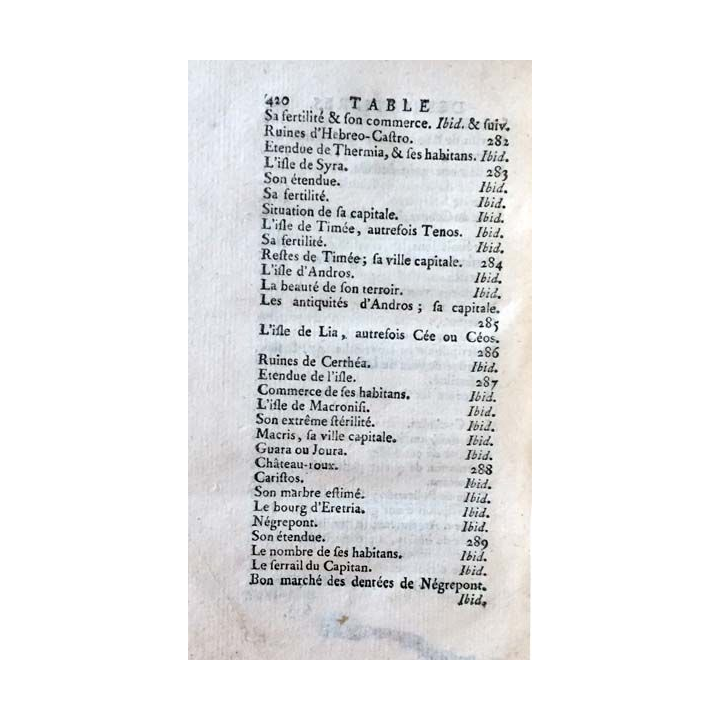 420 TABLE
Sa fertilité & son commerce. Ibid. & suiv.
Ruines d'Hebreo-Castro. 282
Etendue de Thermia, & ses habitans. Ibid.
L'isle de Syra. 283
Son étendue. Ibid.
Sa fertilité. Ibid.
Situation de sa capitale. Ibid.
L'isle de Timée, autrefois Tenos. Ibid.
Sa fertilité. Ibid.
Restes de Timée; sa ville capitale. 284
L'isle d'Andros. Ibid.
La beauté de son terroir. Ibid.
Les antiquités d'Andros; sa capitale.
285
L'isle de Lia, autrefois Cée ou Céos.
286
Ruines de Certhéa. Ibid.
Etendue de l'isle. 287
Commerce de ses habitans. Ibid.
L'isle de Macronisi. Ibid.
Son extrême stérilité. Ibid.
Macris, sa ville capitale. Ibid.
Guara ou Joura. Ibid.
Château-roux. 288
Caristos. Ibid.
Son marbre estimé. Ibid.
Le bourg d'Eretria. Ibid.
Négrepont. Ibid.
Son étendue. 289
Le nombre de ses habitans. Ibid.
Le serrail du Capitan. Ibid.
Bon marché des denrées de Négrepont.
Ibid.